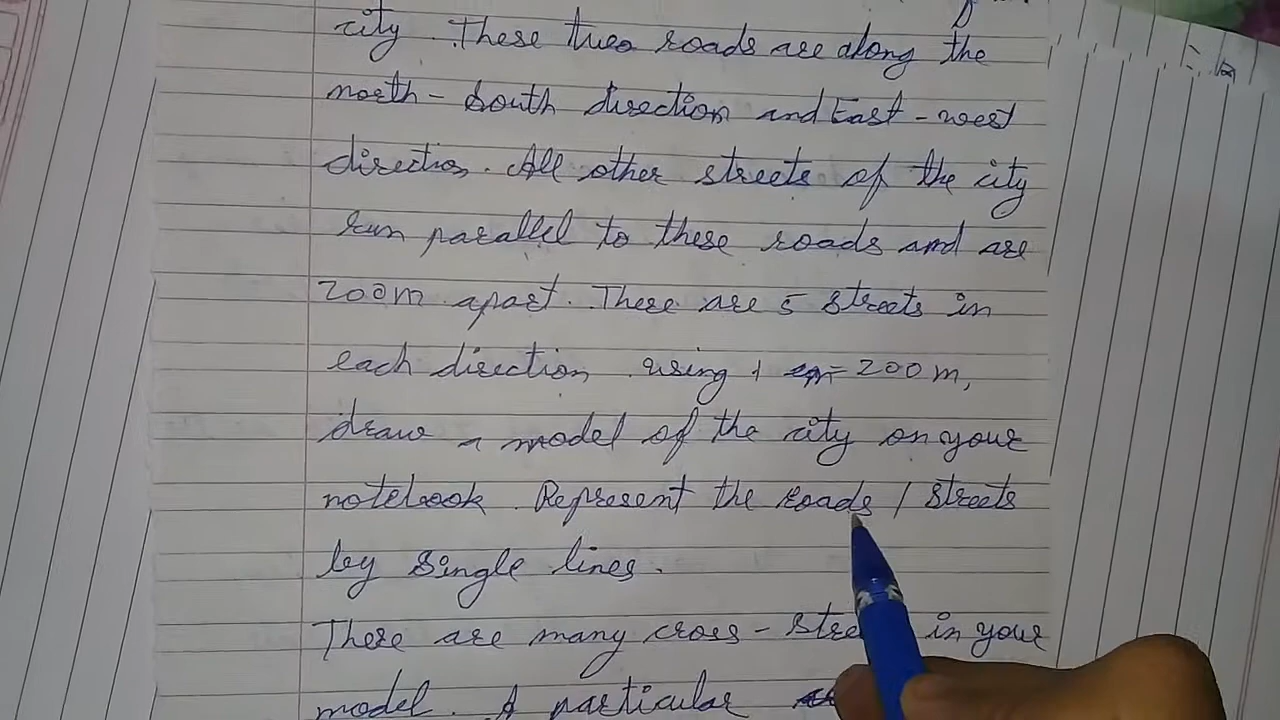 city. These two roads are along the
north - south direction and East - west
direction. All other streets of the city
run parallel to these roads and are
200m apart. There are 5 streets in
each direction. using 1 cm = 200 m,
draw a model of the city on your
notebook. Represent the roads / streets
by single lines.
There are many cross - in your
model. A particular